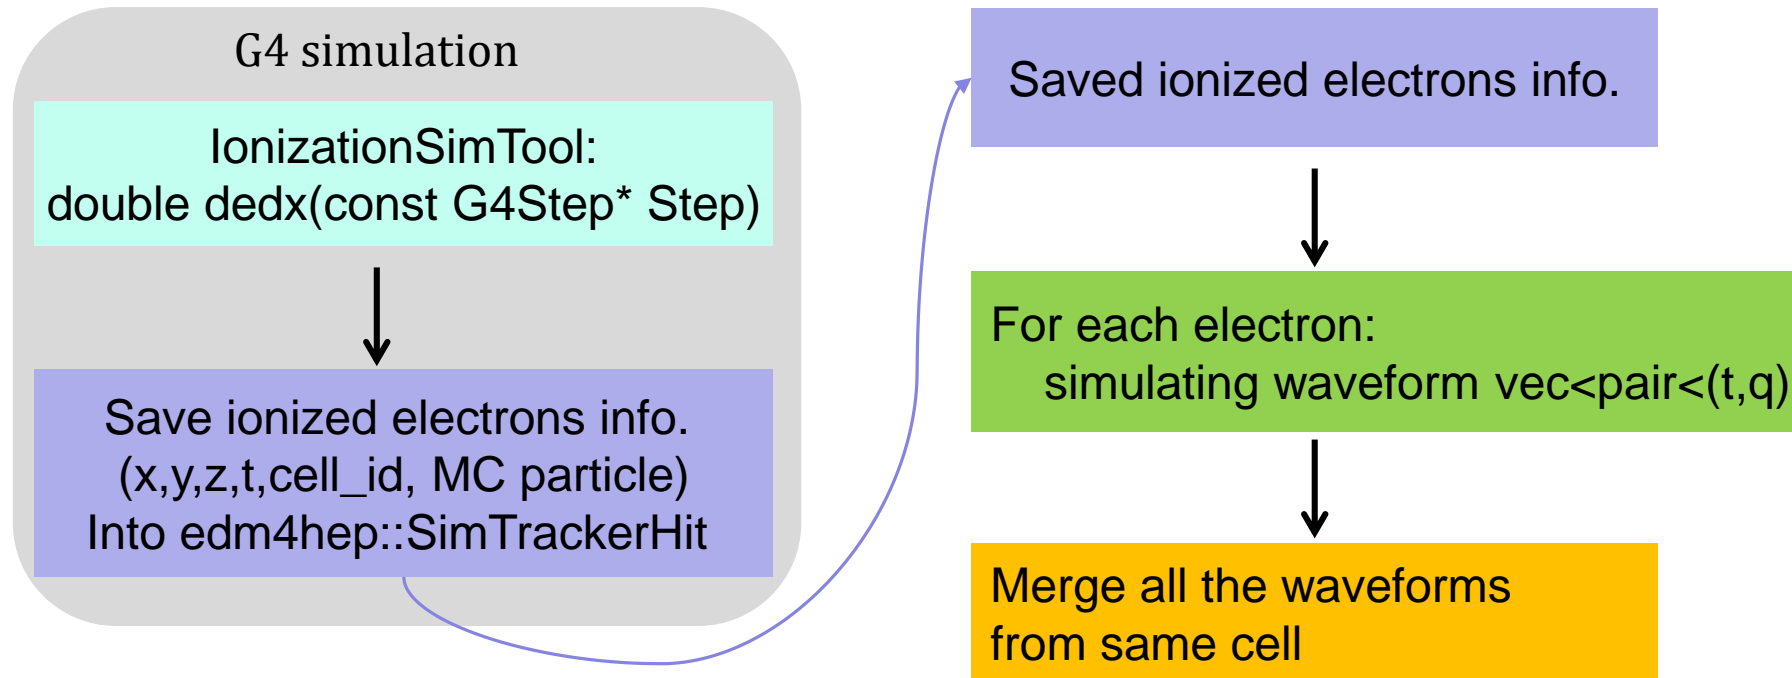 G4 simulation
IonizationSimTool:
double dedx(const G4Step* Step)
Save ionized electrons info.
(x,y,z,t,cell_id, MC particle)
Into edm4hep::SimTrackerHit
Saved ionized electrons info.
For each electron:
simulating waveform vec<pair<(t,q)
Merge all the waveforms
from same cell